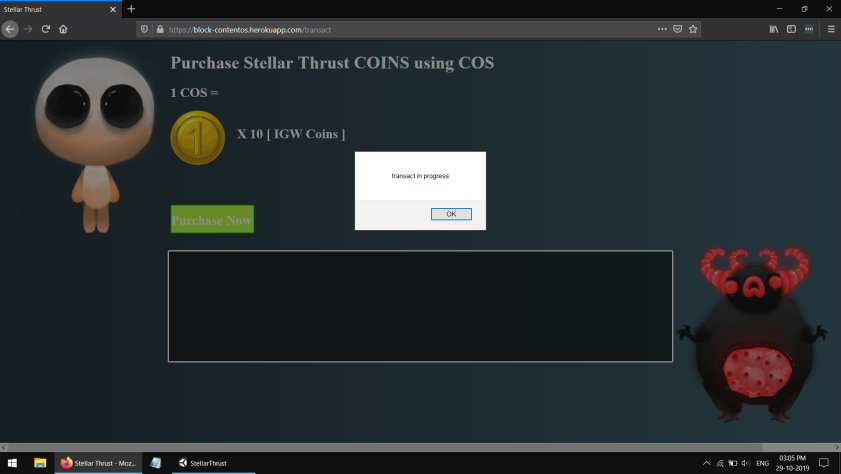 Stellar Thrust
https://block-contentos.herokuapp.com/transact
Purchase Stellar Thrust COINS using COS
1 COS =
1
X 10 [ IGW Coins ]
transact in progress
OK
Purchase Now
Stellar Thrust - Moz...
StellarThrust
ENG
03:05 PM
29-10-2019